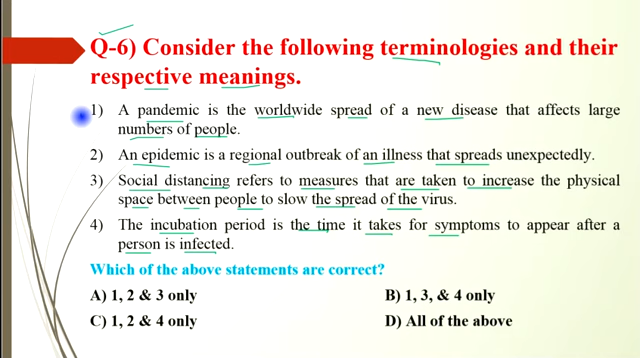 Q-6) Consider the following terminologies and their
respective meanings.
1) A pandemic is the worldwide spread of a new disease that affects large
numbers of people.
2) An epidemic is a regional outbreak of an illness that spreads unexpectedly.
3) Social distancing refers to measures that are taken to increase the physical
space between people to slow the spread of the virus.
4) The incubation period is the time it takes for symptoms to appear after a
person is infected.
Which of the above statements are correct?
A) 1, 2 & 3 only
B) 1, 3, & 4 only
C) 1, 2 & 4 only
D) All of the above